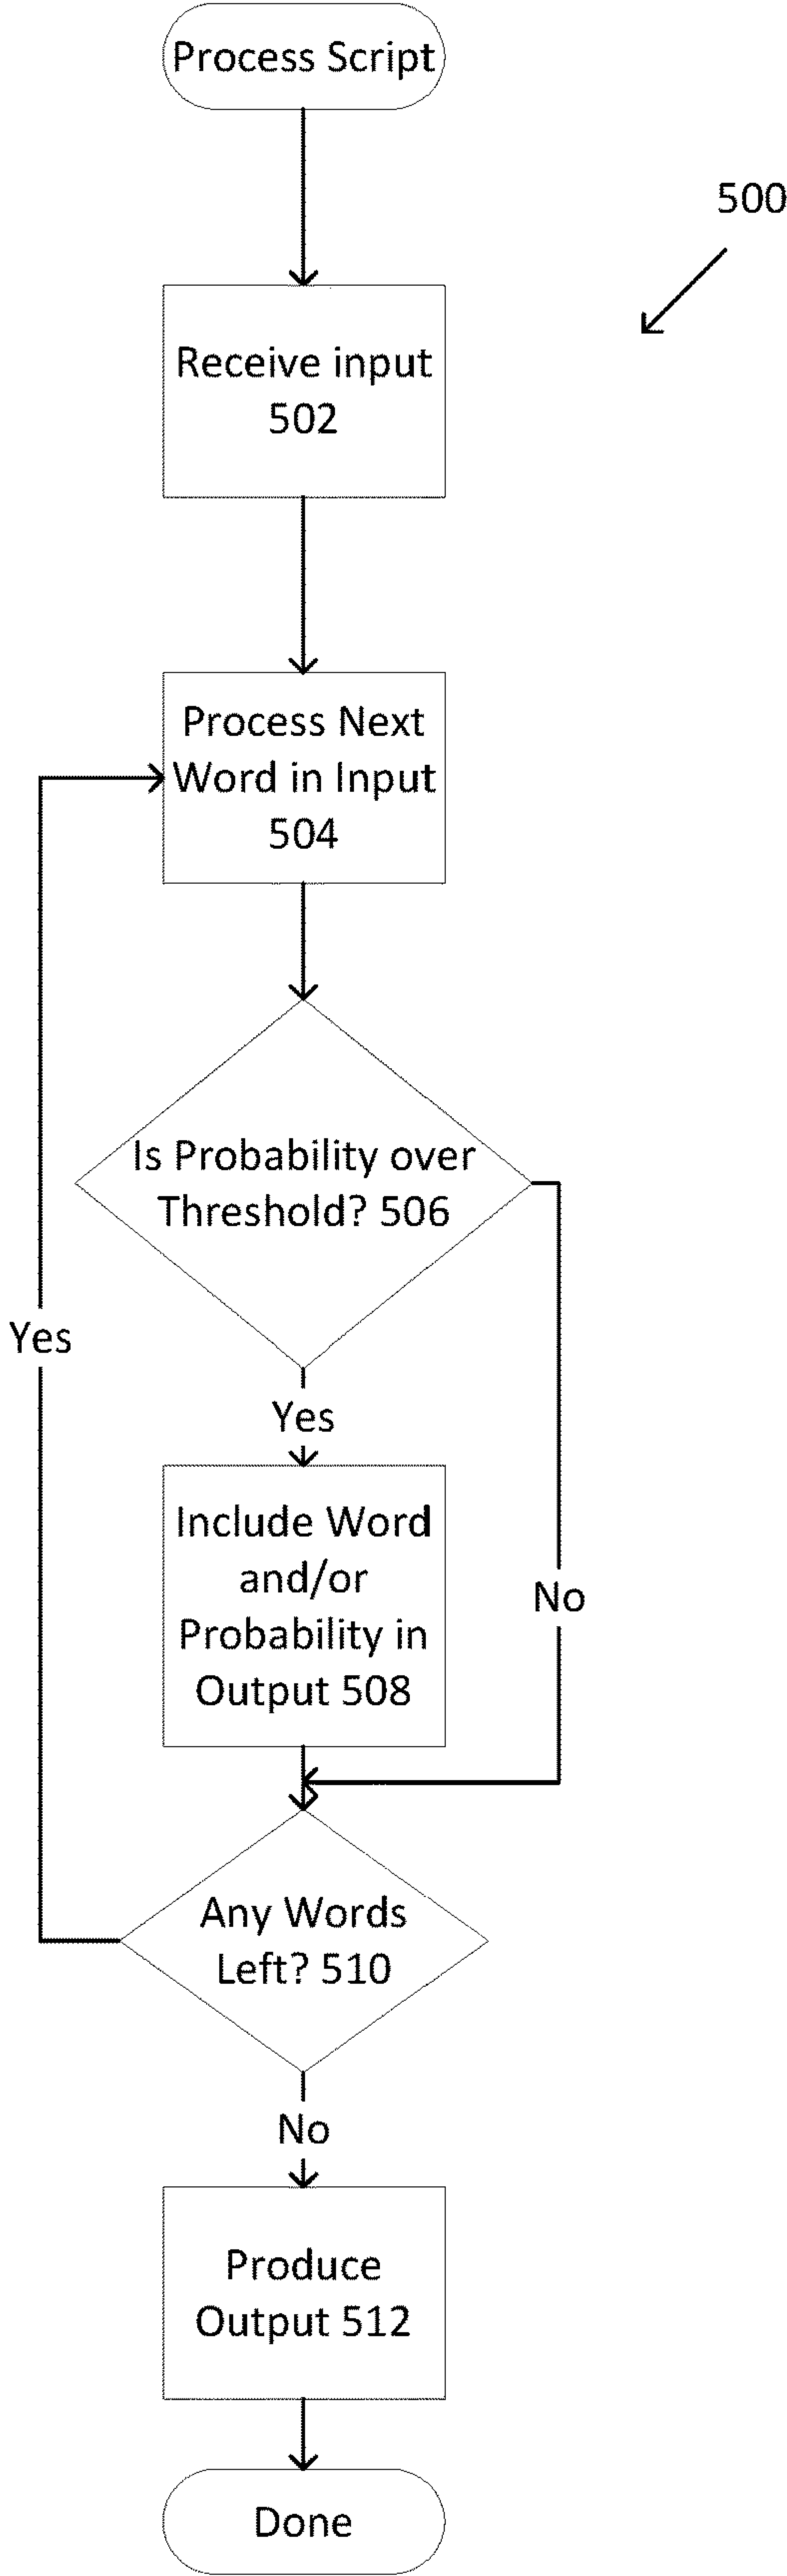 Process Script
500
Receive input
502
Process Next
Word in Input
504
Is Probability over
Threshold? 506
Yes
Yes
Include Word
and/or
Probability in
Output 508
No
Any Words
Left? 510
No
Produce
Output 512
Done